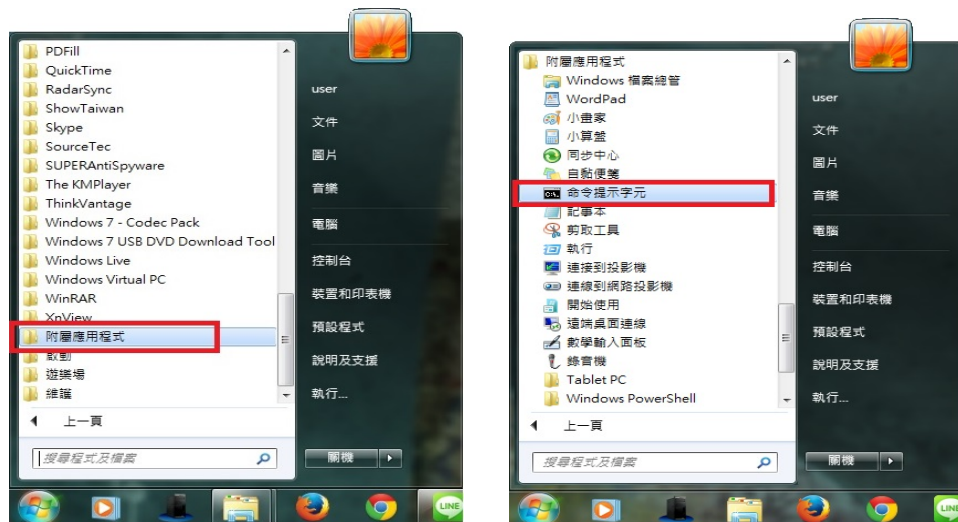 PDFill
QuickTime
RadarSync
ShowTaiwan
Skype
SourceTec
SUPERAntiSpyware
The KMPlayer
ThinkVantage
Windows 7 - Codec Pack
Windows 7 USB DVD Download Tool
Windows Live
Windows Virtual PC
WinRAR
XnView
附屬應用程式
啟動
遊樂場
維護
上一頁
搜尋程式及檔案
user
文件
圖片
音樂
電腦
控制台
裝置和印表機
預設程式
說明及支援
執行...
關機
LINE
附屬應用程式
Windows 檔案總管
WordPad
小畫家
小算盤
同步中心
自黏便箋
C:\.
命令提示字元
記事本
剪取工具
執行
連接到投影機
連線到網路投影機
開始使用
遠端桌面連線
數學輸入面板
錄音機
Tablet PC
Windows PowerShell
上一頁
搜尋程式及檔案
user
文件
圖片
音樂
電腦
控制台
裝置和印表機
預設程式
說明及支援
執行...
關機
LINE